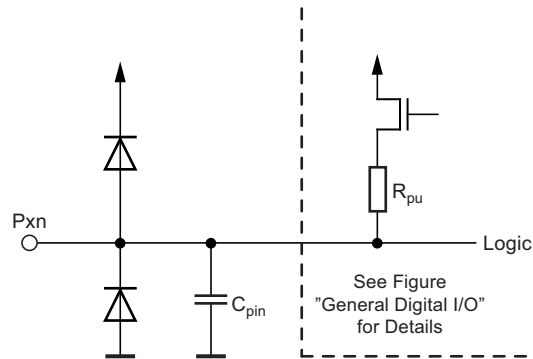 R_pu
Pxn
Logic
C_pin
See Figure
"General Digital I/O"
for Details